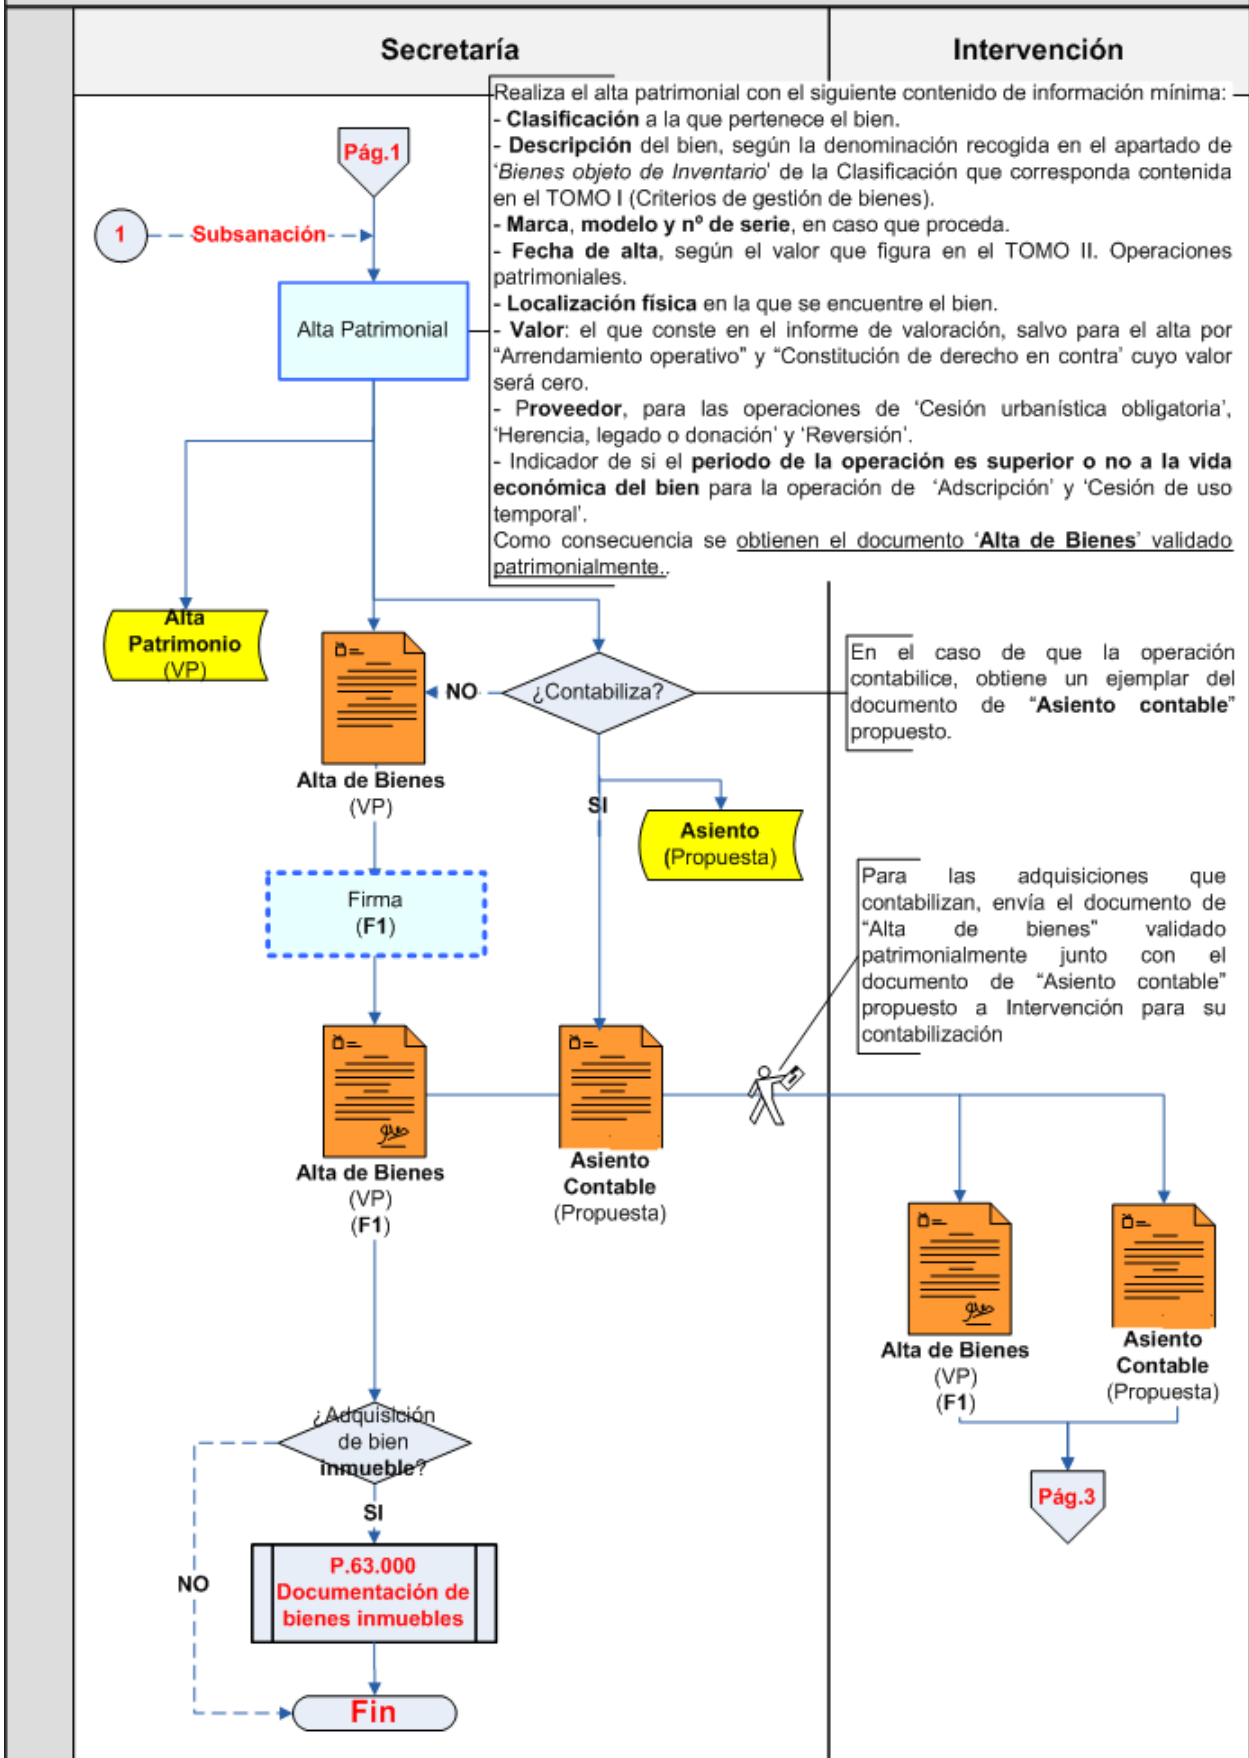 Secretaría
Intervención
Realiza el alta patrimonial con el siguiente contenido de información mínima:
- Clasificación a la que pertenece el bien.
- Descripción del bien, según la denominación recogida en el apartado de
‘Bienes objeto de Inventario’ de la Clasificación que corresponda contenida
en el TOMO I (Criterios de gestión de bienes).
- Marca, modelo y nº de serie, en caso que proceda.
- Fecha de alta, según el valor que figura en el TOMO II. Operaciones
patrimoniales.
- Localización física en la que se encuentre el bien.
- Valor: el que conste en el informe de valoración, salvo para el alta por
“Arrendamiento operativo” y “Constitución de derecho en contra’ cuyo valor
será cero.
- Proveedor, para las operaciones de ‘Cesión urbanística obligatoria’,
‘Herencia, legado o donación’ y ‘Reversión’.
- Indicador de si el periodo de la operación es superior o no a la vida
económica del bien para la operación de ‘Adscripción’ y ‘Cesión de uso
temporal’.
Como consecuencia se obtienen el documento ‘Alta de Bienes’ validado
patrimonialmente..
Pág.1
1
Subsanación
Alta Patrimonial
Alta
Patrimonio
(VP)
NO
¿Contabiliza?
En el caso de que la operación
contabilice, obtiene un ejemplar del
documento de “Asiento contable”
propuesto.
Alta de Bienes
(VP)
SI
Asiento
(Propuesta)
Firma
(F1)
Para las adquisiciones que
contabilizan, envía el documento de
“Alta de bienes” validado
patrimonialmente junto con el
documento de “Asiento contable”
propuesto a Intervención para su
contabilización
Alta de Bienes
(VP)
(F1)
Asiento
Contable
(Propuesta)
Alta de Bienes
(VP)
(F1)
Asiento
Contable
(Propuesta)
¿Adquisición
de bien
inmueble?
Pág.3
SI
NO
P.63.000
Documentación de
bienes inmuebles
Fin